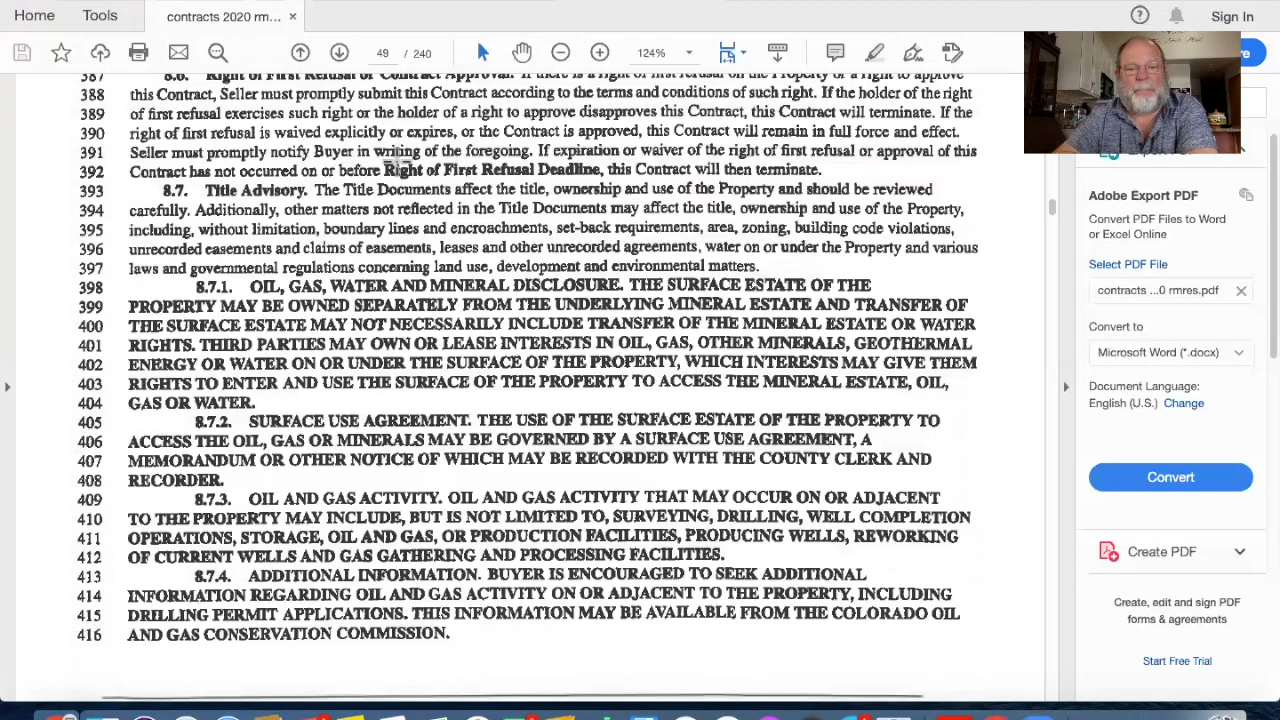 Home
Tools
contracts 2020 rm... ×
Sign In
49 / 240
124%
387 8.6. Right of First Refusal or Contract Approval. If there is a right of first refusal on the Property or a right to approve
388 this Contract, Seller must promptly submit this Contract according to the terms and conditions of such right. If the holder of the right
389 of first refusal exercises such right or the holder of a right to approve disapproves this Contract, this Contract will terminate. If the
390 right of first refusal is waived explicitly or expires, or the Contract is approved, this Contract will remain in full force and effect.
391 Seller must promptly notify Buyer in writing of the foregoing. If expiration or waiver of the right of first refusal or approval of this
392 Contract has not occurred on or before Right of First Refusal Deadline, this Contract will then terminate.
393 8.7. Title Advisory. The Title Documents affect the title, ownership and use of the Property and should be reviewed
394 carefully. Additionally, other matters not reflected in the Title Documents may affect the title, ownership and use of the Property,
395 including, without limitation, boundary lines and encroachments, set-back requirements, area, zoning, building code violations,
396 unrecorded easements and claims of easements, leases and other unrecorded agreements, water on or under the Property and various
397 laws and governmental regulations concerning land use, development and environmental matters.
398 8.7.1. OIL, GAS, WATER AND MINERAL DISCLOSURE. THE SURFACE ESTATE OF THE
399 PROPERTY MAY BE OWNED SEPARATELY FROM THE UNDERLYING MINERAL ESTATE AND TRANSFER OF
400 THE SURFACE ESTATE MAY NOT NECESSARILY INCLUDE TRANSFER OF THE MINERAL ESTATE OR WATER
401 RIGHTS. THIRD PARTIES MAY OWN OR LEASE INTERESTS IN OIL, GAS, OTHER MINERALS, GEOTHERMAL
402 ENERGY OR WATER ON OR UNDER THE SURFACE OF THE PROPERTY, WHICH INTERESTS MAY GIVE THEM
403 RIGHTS TO ENTER AND USE THE SURFACE OF THE PROPERTY TO ACCESS THE MINERAL ESTATE, OIL,
404 GAS OR WATER.
405 8.7.2. SURFACE USE AGREEMENT. THE USE OF THE SURFACE ESTATE OF THE PROPERTY TO
406 ACCESS THE OIL, GAS OR MINERALS MAY BE GOVERNED BY A SURFACE USE AGREEMENT, A
407 MEMORANDUM OR OTHER NOTICE OF WHICH MAY BE RECORDED WITH THE COUNTY CLERK AND
408 RECORDER.
409 8.7.3. OIL AND GAS ACTIVITY. OIL AND GAS ACTIVITY THAT MAY OCCUR ON OR ADJACENT
410 TO THE PROPERTY MAY INCLUDE, BUT IS NOT LIMITED TO, SURVEYING, DRILLING, WELL COMPLETION
411 OPERATIONS, STORAGE, OIL AND GAS, OR PRODUCTION FACILITIES, PRODUCING WELLS, REWORKING
412 OF CURRENT WELLS AND GAS GATHERING AND PROCESSING FACILITIES.
413 8.7.4. ADDITIONAL INFORMATION. BUYER IS ENCOURAGED TO SEEK ADDITIONAL
414 INFORMATION REGARDING OIL AND GAS ACTIVITY ON OR ADJACENT TO THE PROPERTY, INCLUDING
415 DRILLING PERMIT APPLICATIONS. THIS INFORMATION MAY BE AVAILABLE FROM THE COLORADO OIL
416 AND GAS CONSERVATION COMMISSION.
Adobe Export PDF
Convert PDF Files to Word
or Excel Online
Select PDF File
contracts ...0 rmres.pdf
Convert to
Microsoft Word (*.docx)
Document Language:
English (U.S.) Change
Convert
Create PDF
Create, edit and sign PDF
forms & agreements
Start Free Trial